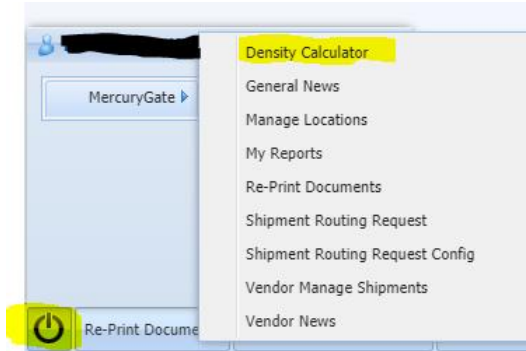 Density Calculator
General News
MercuryGate
Manage Locations
My Reports
Re-Print Documents
Shipment Routing Request
Shipment Routing Request Config
Vendor Manage Shipments
Vendor News
Re-Print Docume